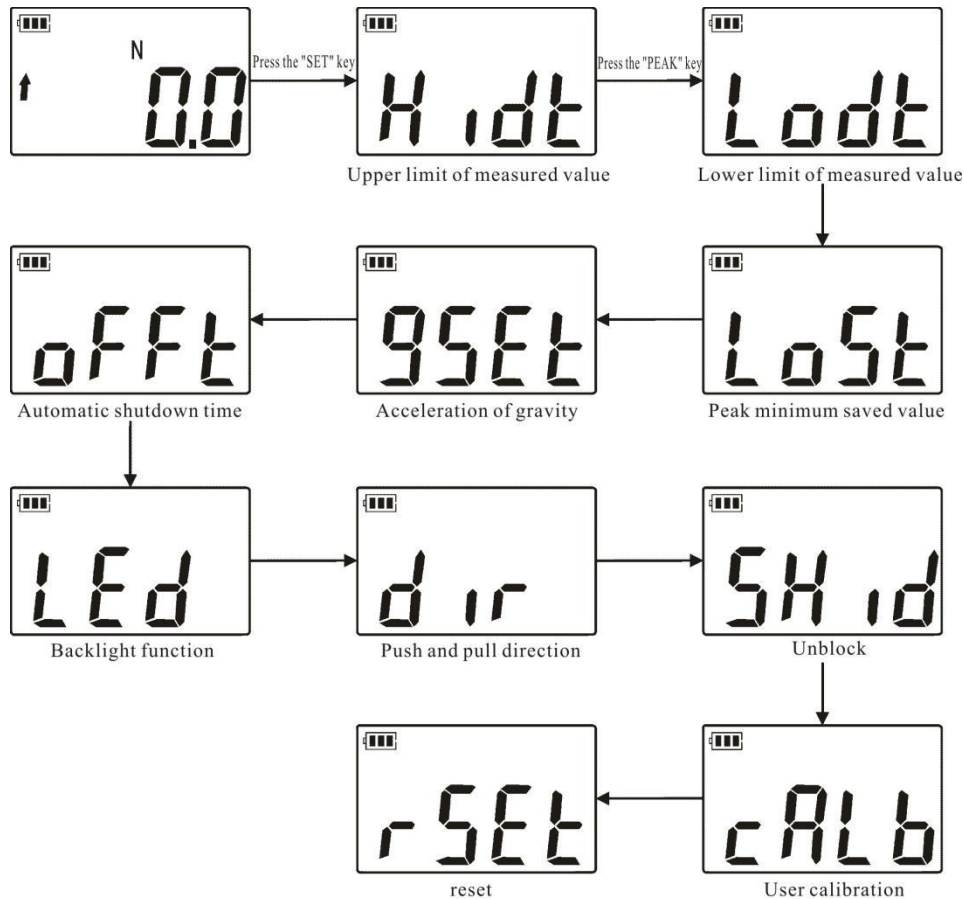 N
0.0
Press the "SET" key
Hidt
Press the "PEAK" key
Lodt
Upper limit of measured value
Lower limit of measured value
oFFt
gSEt
LoSt
Automatic shutdown time
Acceleration of gravity
Peak minimum saved value
LEd
dir
SHid
Backlight function
Push and pull direction
Unblock
rSEt
cALb
reset
User calibration